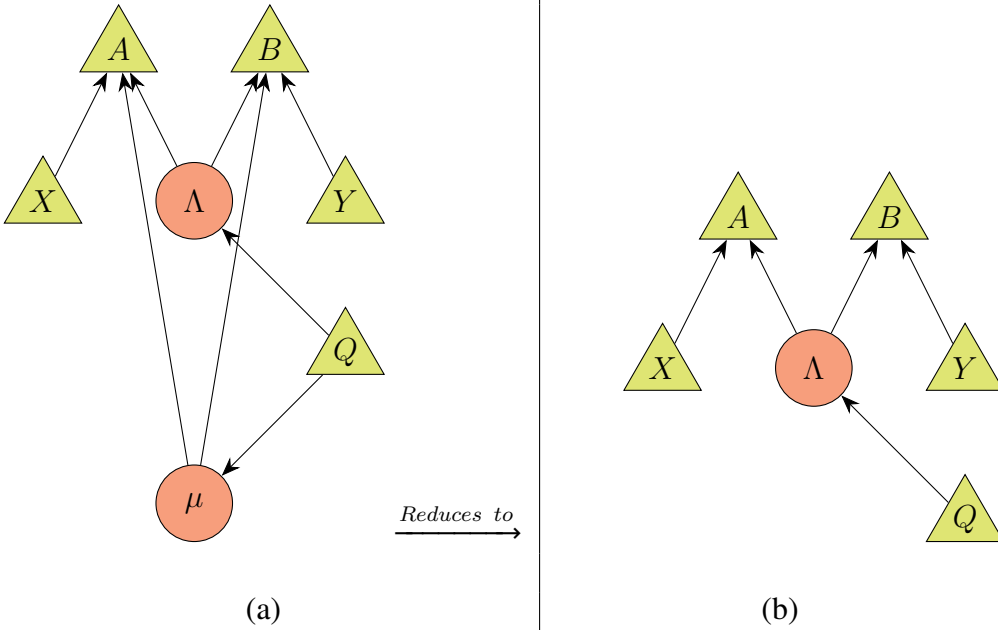 A B
X Λ Y
Q
μ
Reduces to
(a)
A B
X Λ Y
Q
(b)